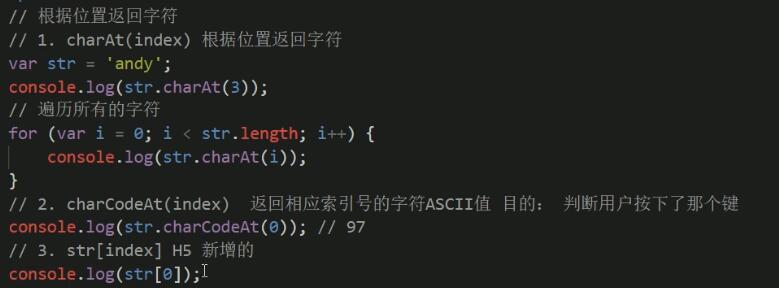 // 根据位置返回字符
// 1. charAt(index) 根据位置返回字符
var str = 'andy';
console.log(str.charAt(3));
// 遍历所有的字符
for (var i = 0; i < str.length; i++) {
    console.log(str.charAt(i));
}
// 2. charCodeAt(index)  返回相应索引号的字符ASCII值 目的： 判断用户按下了那个键
console.log(str.charCodeAt(0)); // 97
// 3. str[index] H5 新增的
console.log(str[0]);